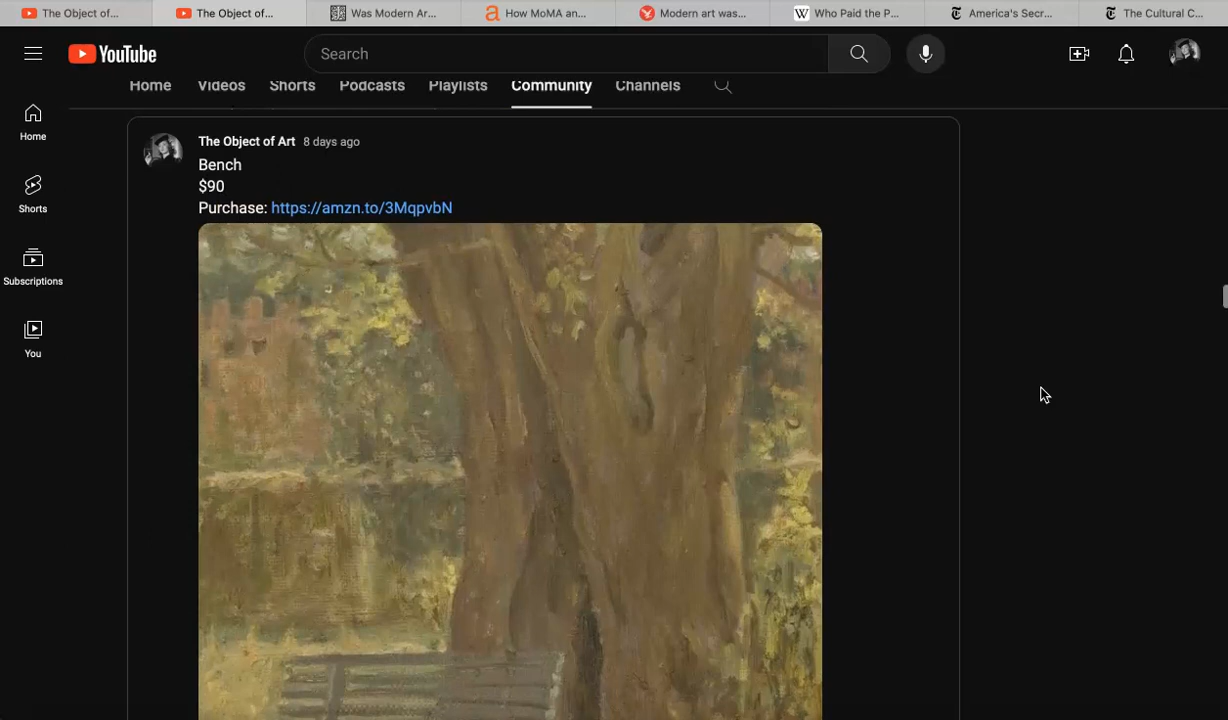 The Object of...
The Object of...
Was Modern Ar...
How MoMA an...
Modern art was...
Who Paid the P...
America's Secr...
The Cultural C...
YouTube
Search
Home
Videos
Shorts
Podcasts
Playlists
Community
Channels
Home
Shorts
Subscriptions
You
The Object of Art 8 days ago
Bench
$90
Purchase: https://amzn.to/3MqpvbN